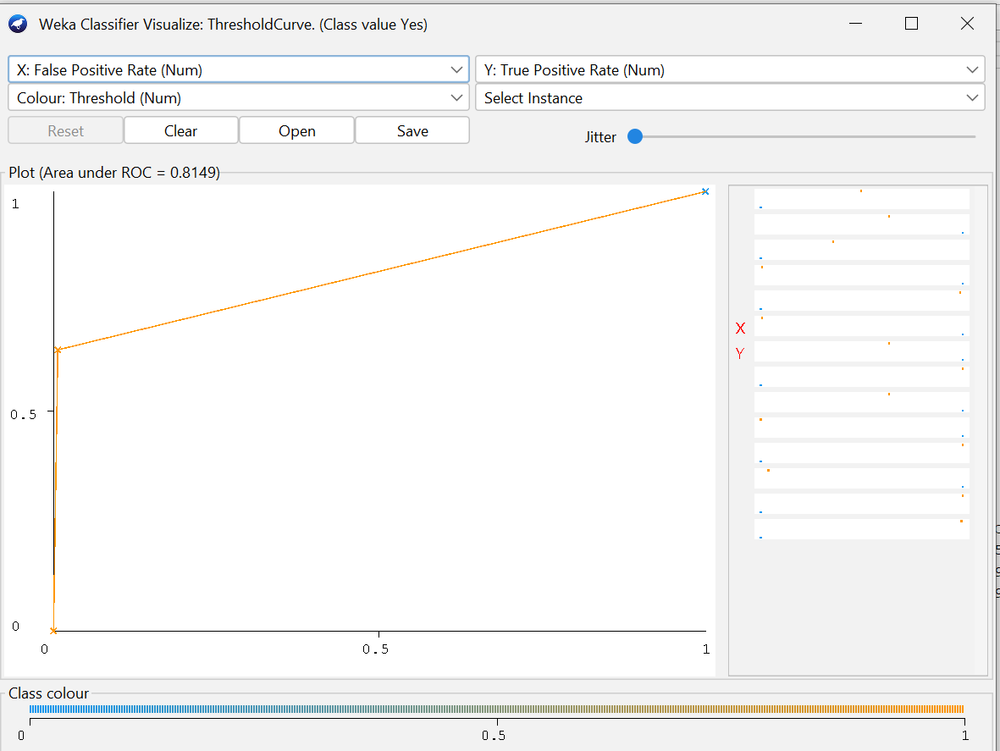 Weka Classifier Visualize: ThresholdCurve. (Class value Yes)
X: False Positive Rate (Num)
Y: True Positive Rate (Num)
Colour: Threshold (Num)
Select Instance
Reset
Clear
Open
Save
Jitter
Plot (Area under ROC = 0.8149)
1
0.5
0
0
0.5
1
X
Y
Class colour
0
0.5
1